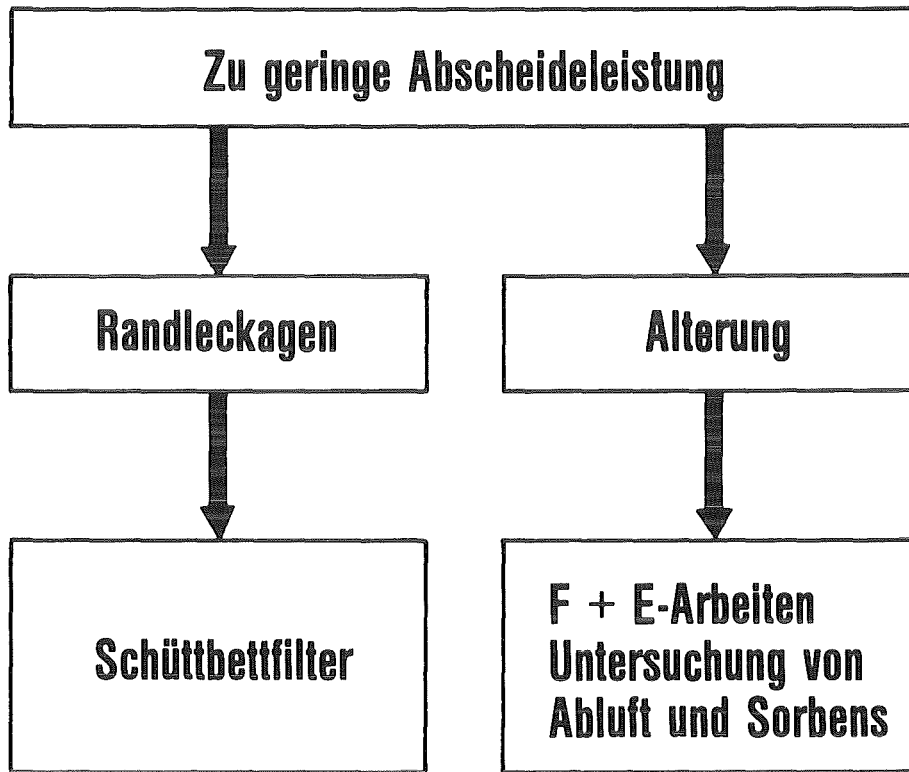 Zu geringe Abscheideleistung
Randleckagen
Alterung
Schüttbettfilter
F + E-Arbeiten
Untersuchung von
Abluft und Sorbens